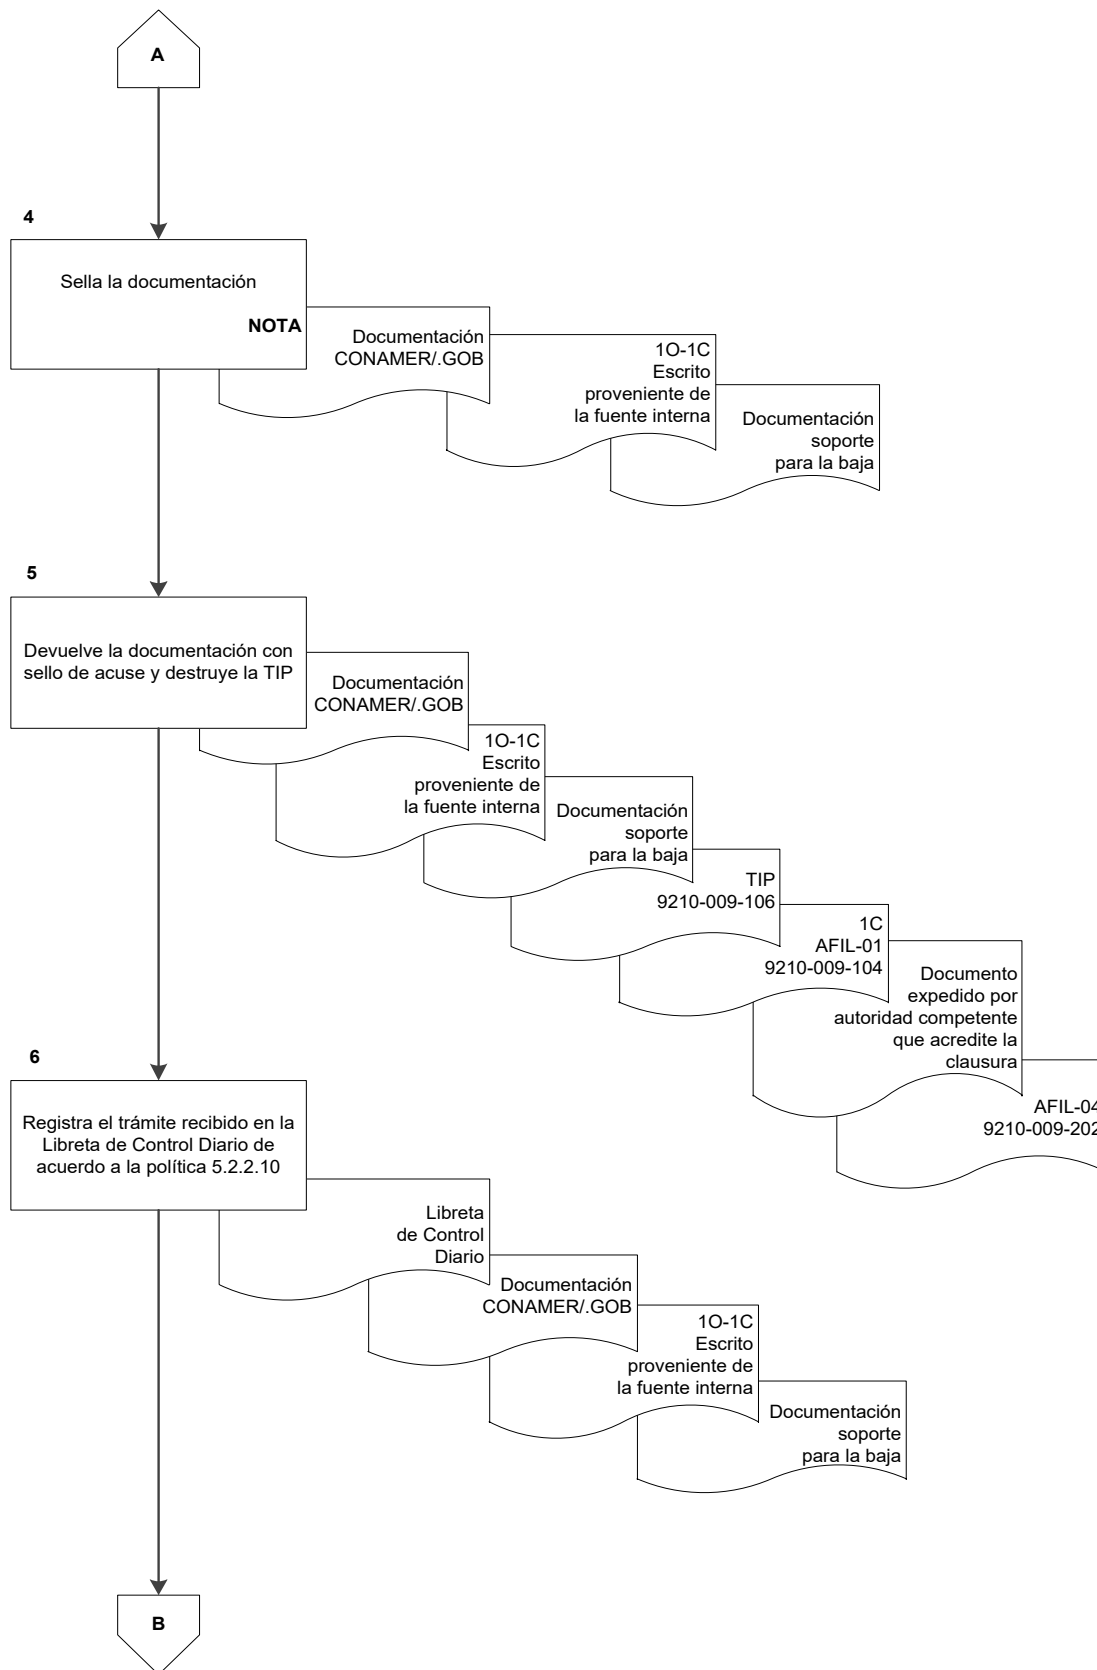 A
4
Sella la documentación
NOTA
Documentación
CONAMER/.GOB
1O-1C
Escrito
proveniente de
la fuente interna
Documentación
soporte
para la baja
5
Devuelve la documentación con
sello de acuse y destruye la TIP
Documentación
CONAMER/.GOB
1O-1C
Escrito
proveniente de
la fuente interna
Documentación
soporte
para la baja
TIP
9210-009-106
1C
AFIL-01
9210-009-104
Documento
expedido por
autoridad competente
que acredite la
clausura
AFIL-04
9210-009-202
6
Registra el trámite recibido en la
Libreta de Control Diario de
acuerdo a la política 5.2.2.10
Libreta
de Control
Diario
Documentación
CONAMER/.GOB
1O-1C
Escrito
proveniente de
la fuente interna
Documentación
soporte
para la baja
B